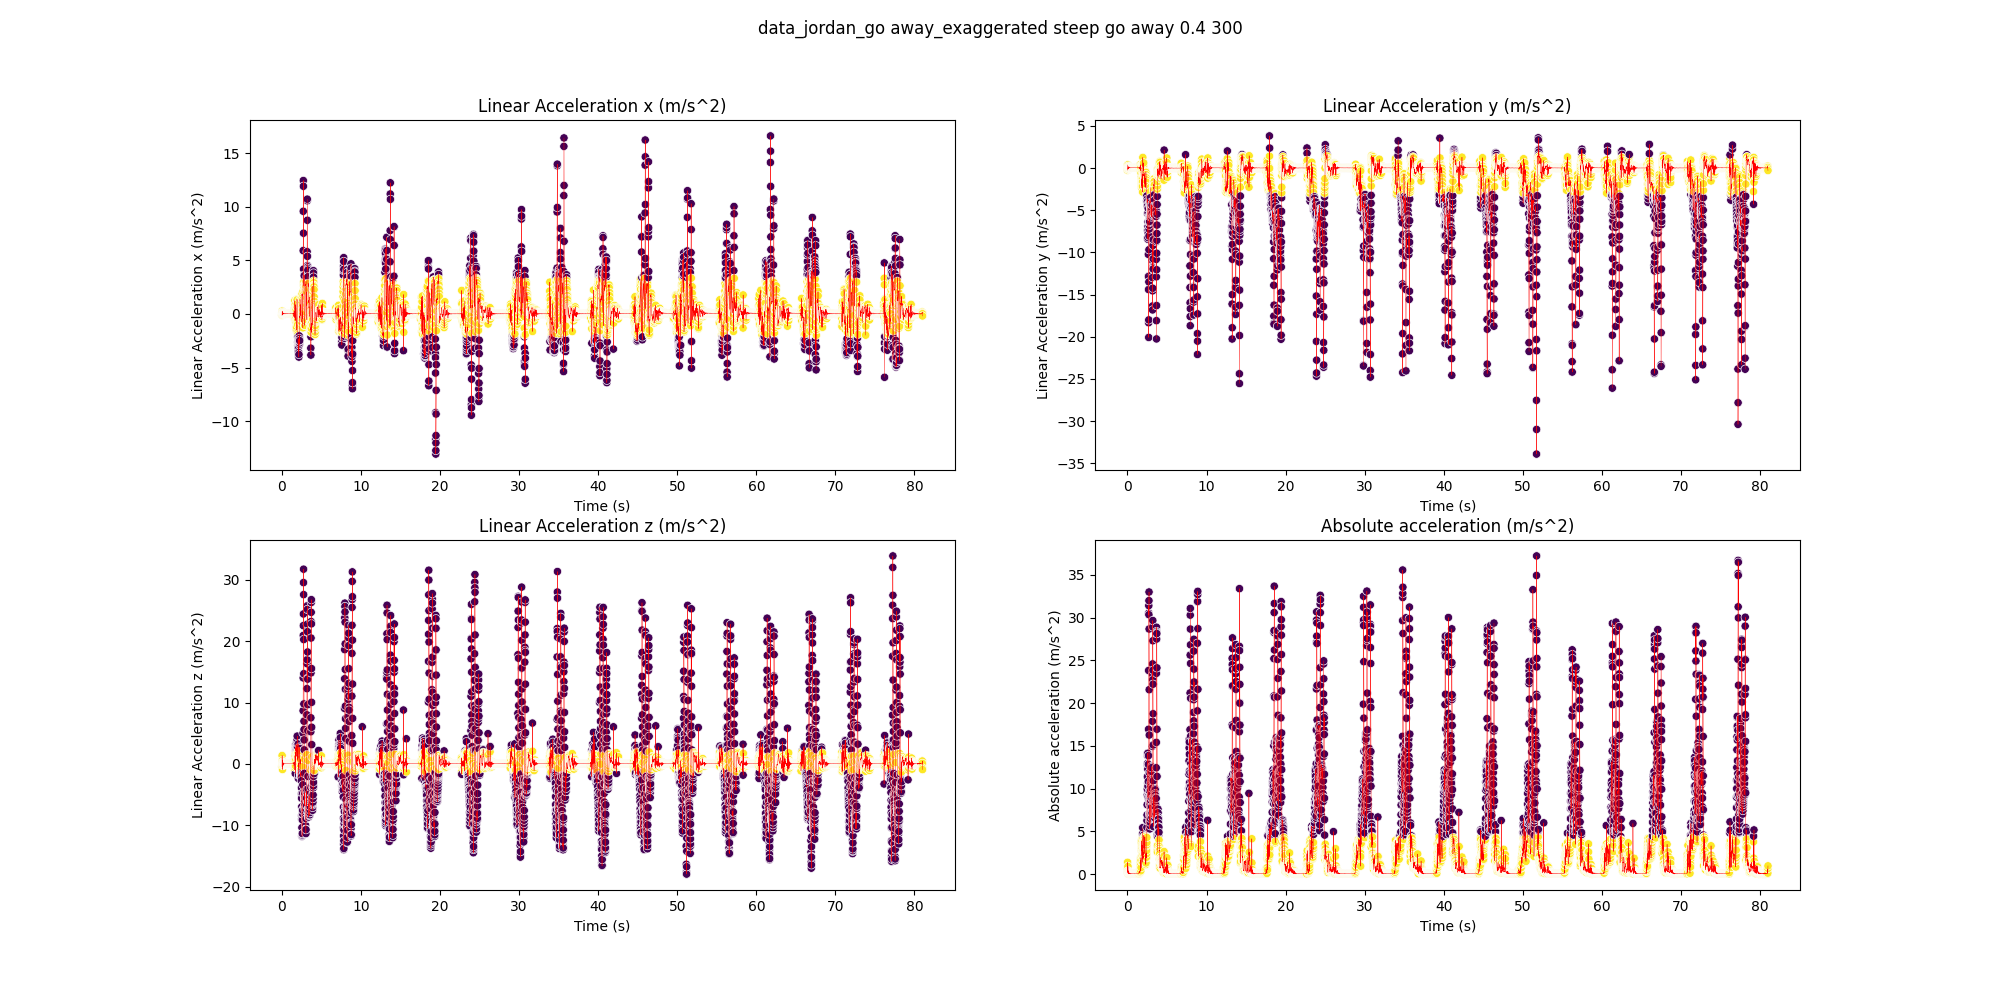 data_jordan_go away_exaggerated steep go away 0.4 300
Linear Acceleration x (m/s^2)
Linear Acceleration x (m/s^2)
15
10
5
0
−5
−10
0 10 20 30 40 50 60 70 80
Time (s)
Linear Acceleration y (m/s^2)
Linear Acceleration y (m/s^2)
5
0
−5
−10
−15
−20
−25
−30
−35
0 10 20 30 40 50 60 70 80
Time (s)
Linear Acceleration z (m/s^2)
Linear Acceleration z (m/s^2)
30
20
10
0
−10
−20
0 10 20 30 40 50 60 70 80
Time (s)
Absolute acceleration (m/s^2)
Absolute acceleration (m/s^2)
35
30
25
20
15
10
5
0
0 10 20 30 40 50 60 70 80
Time (s)